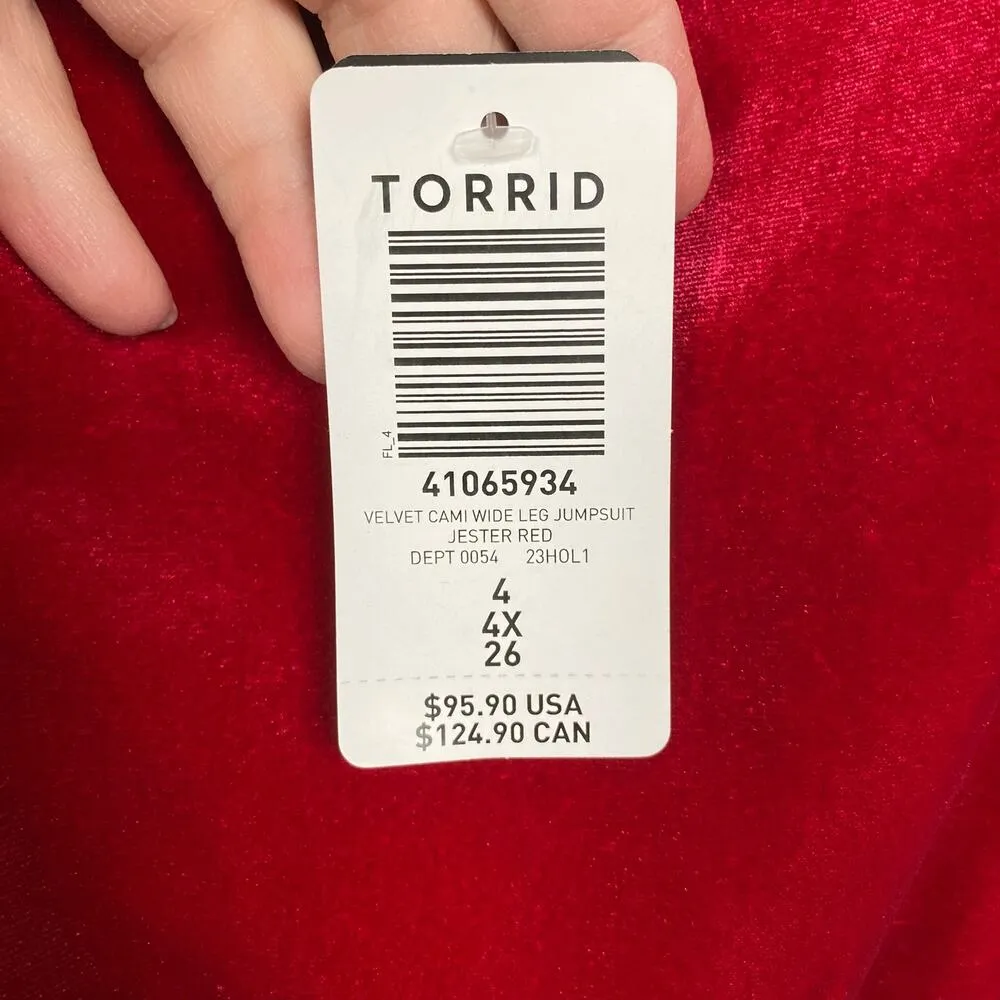 TORRID
FL_4
41065934
VELVET CAMI WIDE LEG JUMPSUIT
JESTER RED
DEPT 0054 23HOL1
4
4X
26
$95.90 USA
$124.90 CAN